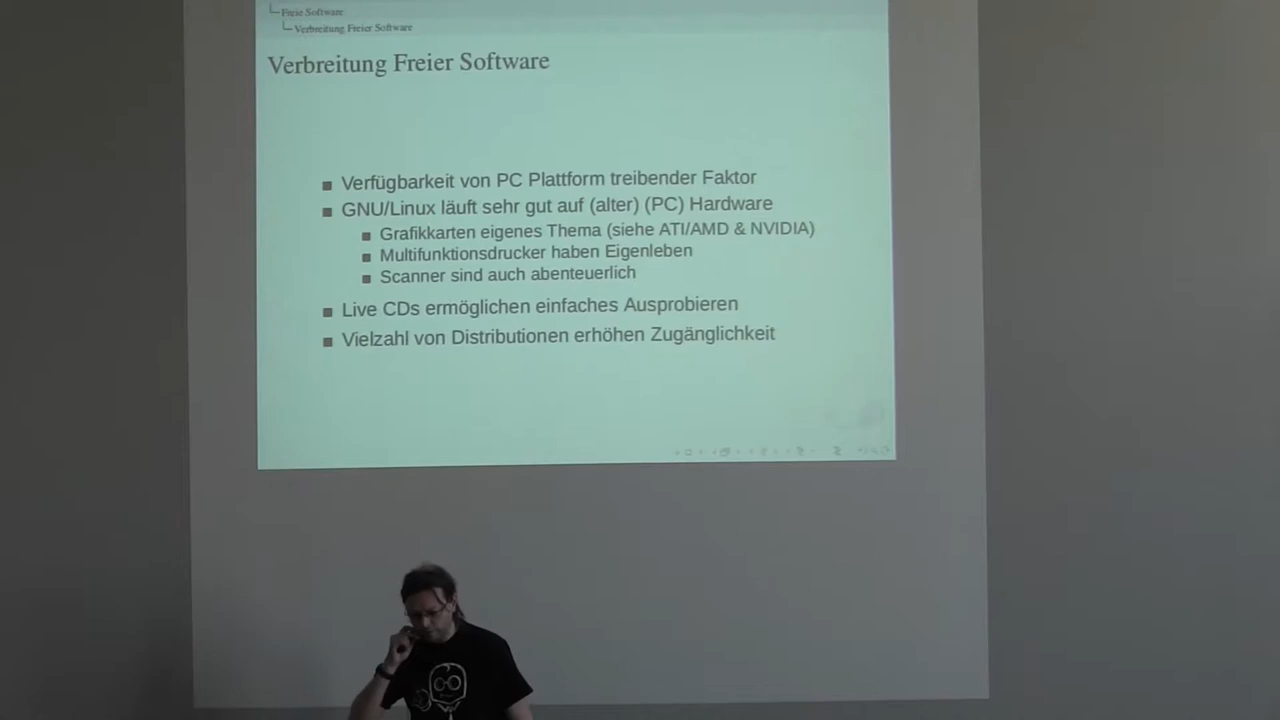 Freie Software
Verbreitung Freier Software
Verbreitung Freier Software
Verfügbarkeit von PC Plattform treibender Faktor
GNU/Linux läuft sehr gut auf (alter) (PC) Hardware
Grafikkarten eigenes Thema (siehe ATI/AMD & NVIDIA)
Multifunktionsdrucker haben Eigenleben
Scanner sind auch abenteuerlich
Live CDs ermöglichen einfaches Ausprobieren
Vielzahl von Distributionen erhöhen Zugänglichkeit